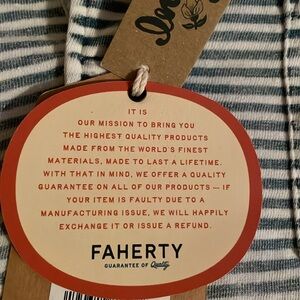 IT IS
OUR MISSION TO BRING YOU
THE HIGHEST QUALITY PRODUCTS
MADE FROM THE WORLD'S FINEST
MATERIALS, MADE TO LAST A LIFETIME.
WITH THAT IN MIND, WE OFFER A QUALITY
GUARANTEE ON ALL OF OUR PRODUCTS — IF
YOUR ITEM IS FAULTY DUE TO A
MANUFACTURING ISSUE, WE WILL HAPPILY
EXCHANGE IT OR ISSUE A REFUND.
FAHERTY
GUARANTEE OF Quality